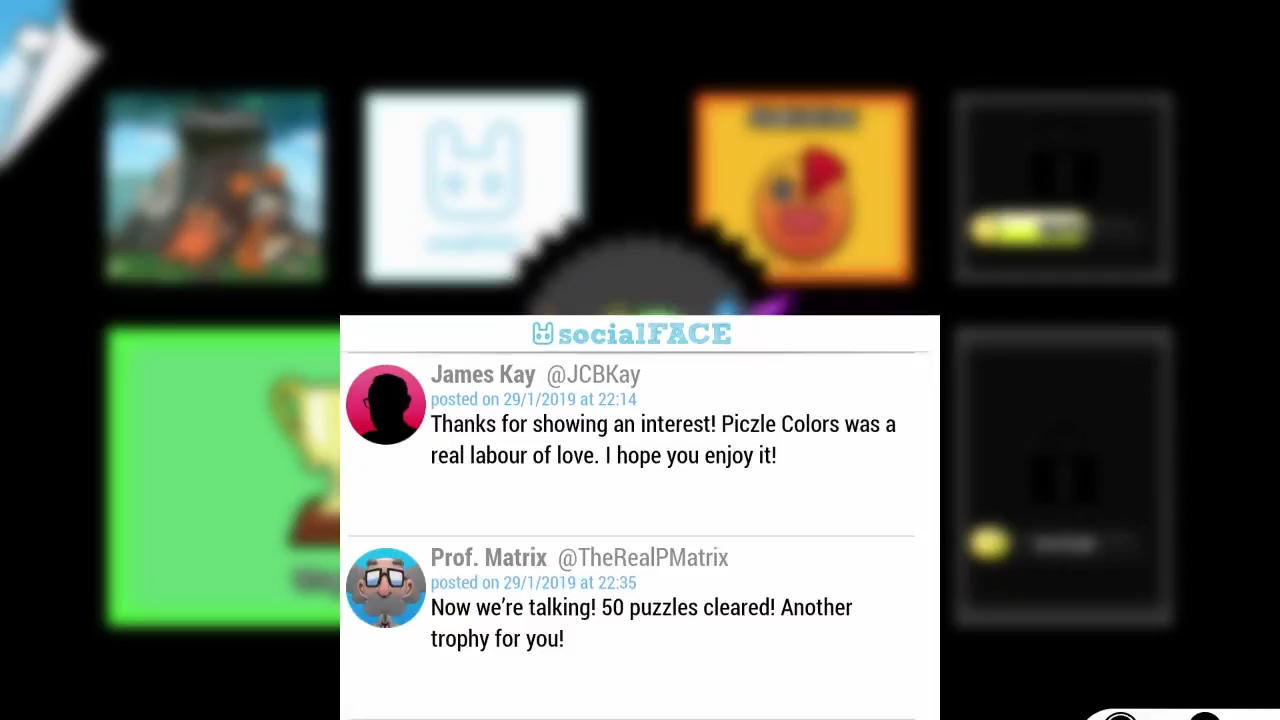 socialFACE
James Kay @JCBKay
posted on 29/1/2019 at 22:14
Thanks for showing an interest! Piczle Colors was a
real labour of love. I hope you enjoy it!
Prof. Matrix @TheRealPMatrix
posted on 29/1/2019 at 22:35
Now we're talking! 50 puzzles cleared! Another
trophy for you!